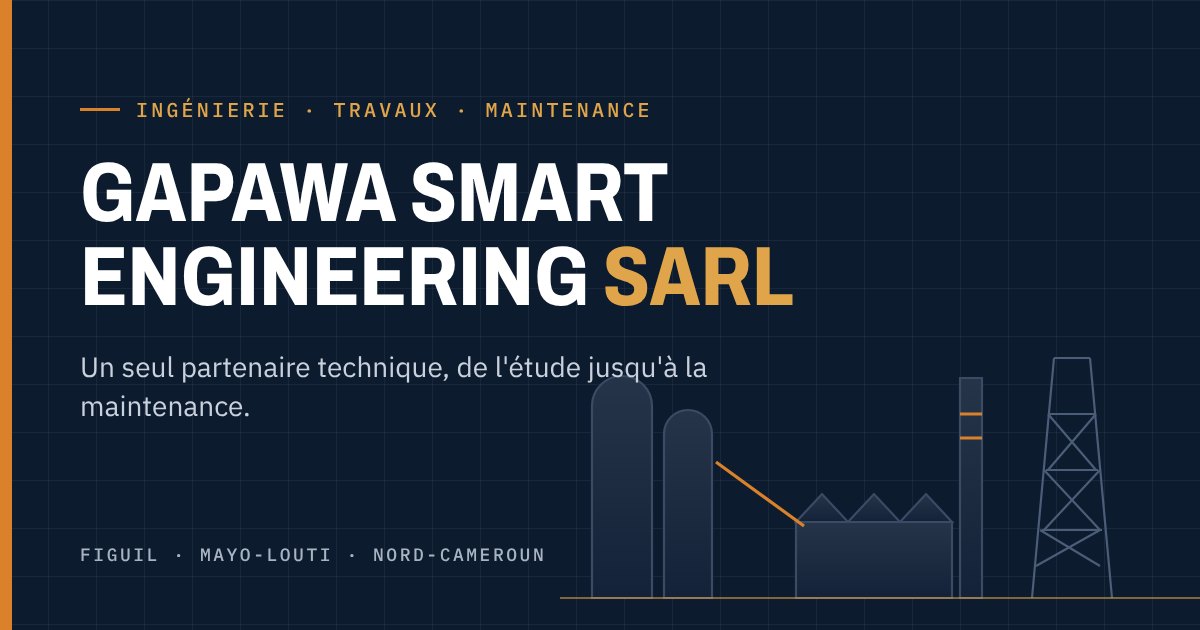 INGÉNIERIE · TRAVAUX · MAINTENANCE
GAPAWA SMART
ENGINEERING SARL
Un seul partenaire technique, de l'étude jusqu'à la
maintenance.
FIGUIL · MAYO-LOUTI · NORD-CAMEROUN